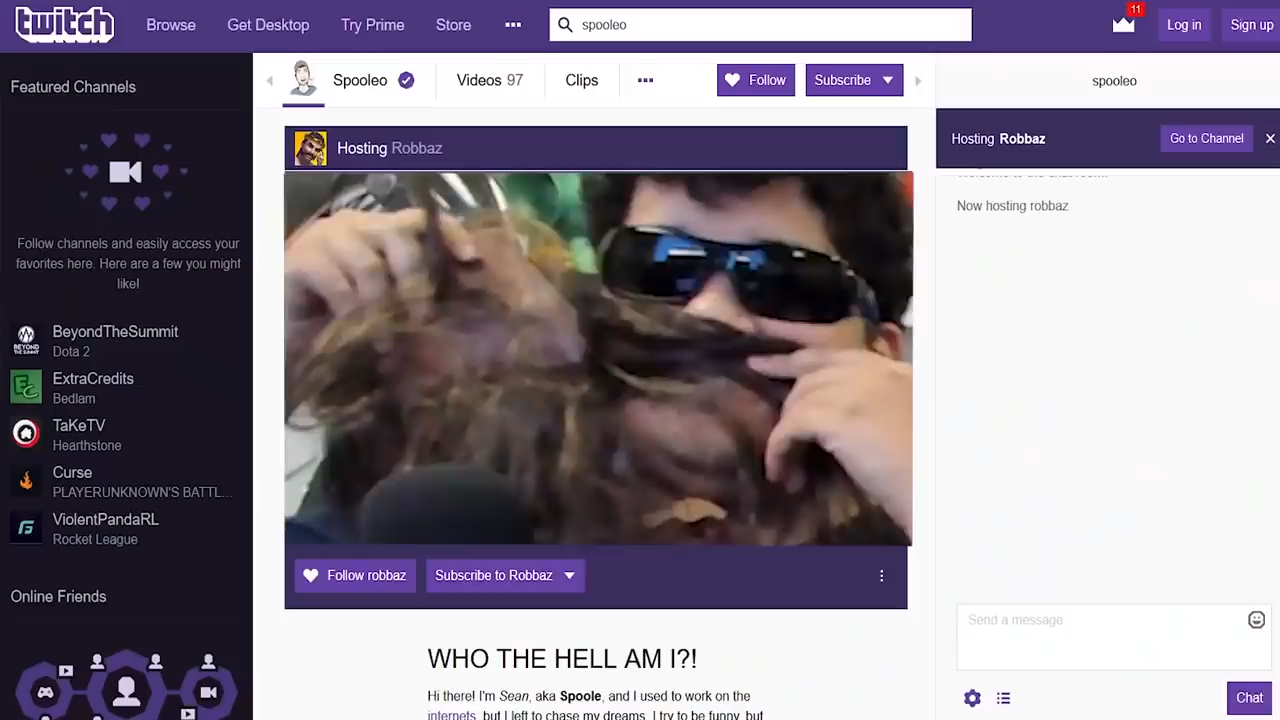 twitch
Browse
Get Desktop
Try Prime
Store
spooleo
11
Log in
Sign up
Featured Channels
Follow channels and easily access your
favorites here. Here are a few you might
like!
BeyondTheSummit
Dota 2
ExtraCredits
Bedlam
TaKeTV
Hearthstone
Curse
PLAYERUNKNOWN'S BATTL...
ViolentPandaRL
Rocket League
Online Friends
Spooleo
Videos 97
Clips
Follow
Subscribe
Hosting Robbaz
Follow robbaz
Subscribe to Robbaz
WHO THE HELL AM I?!
Hi there! I'm Sean, aka Spoole, and I used to work on the
internets, but I left to chase my dreams. I try to be funny, but
spooleo
Hosting Robbaz
Go to Channel
Now hosting robbaz
Send a message
Chat